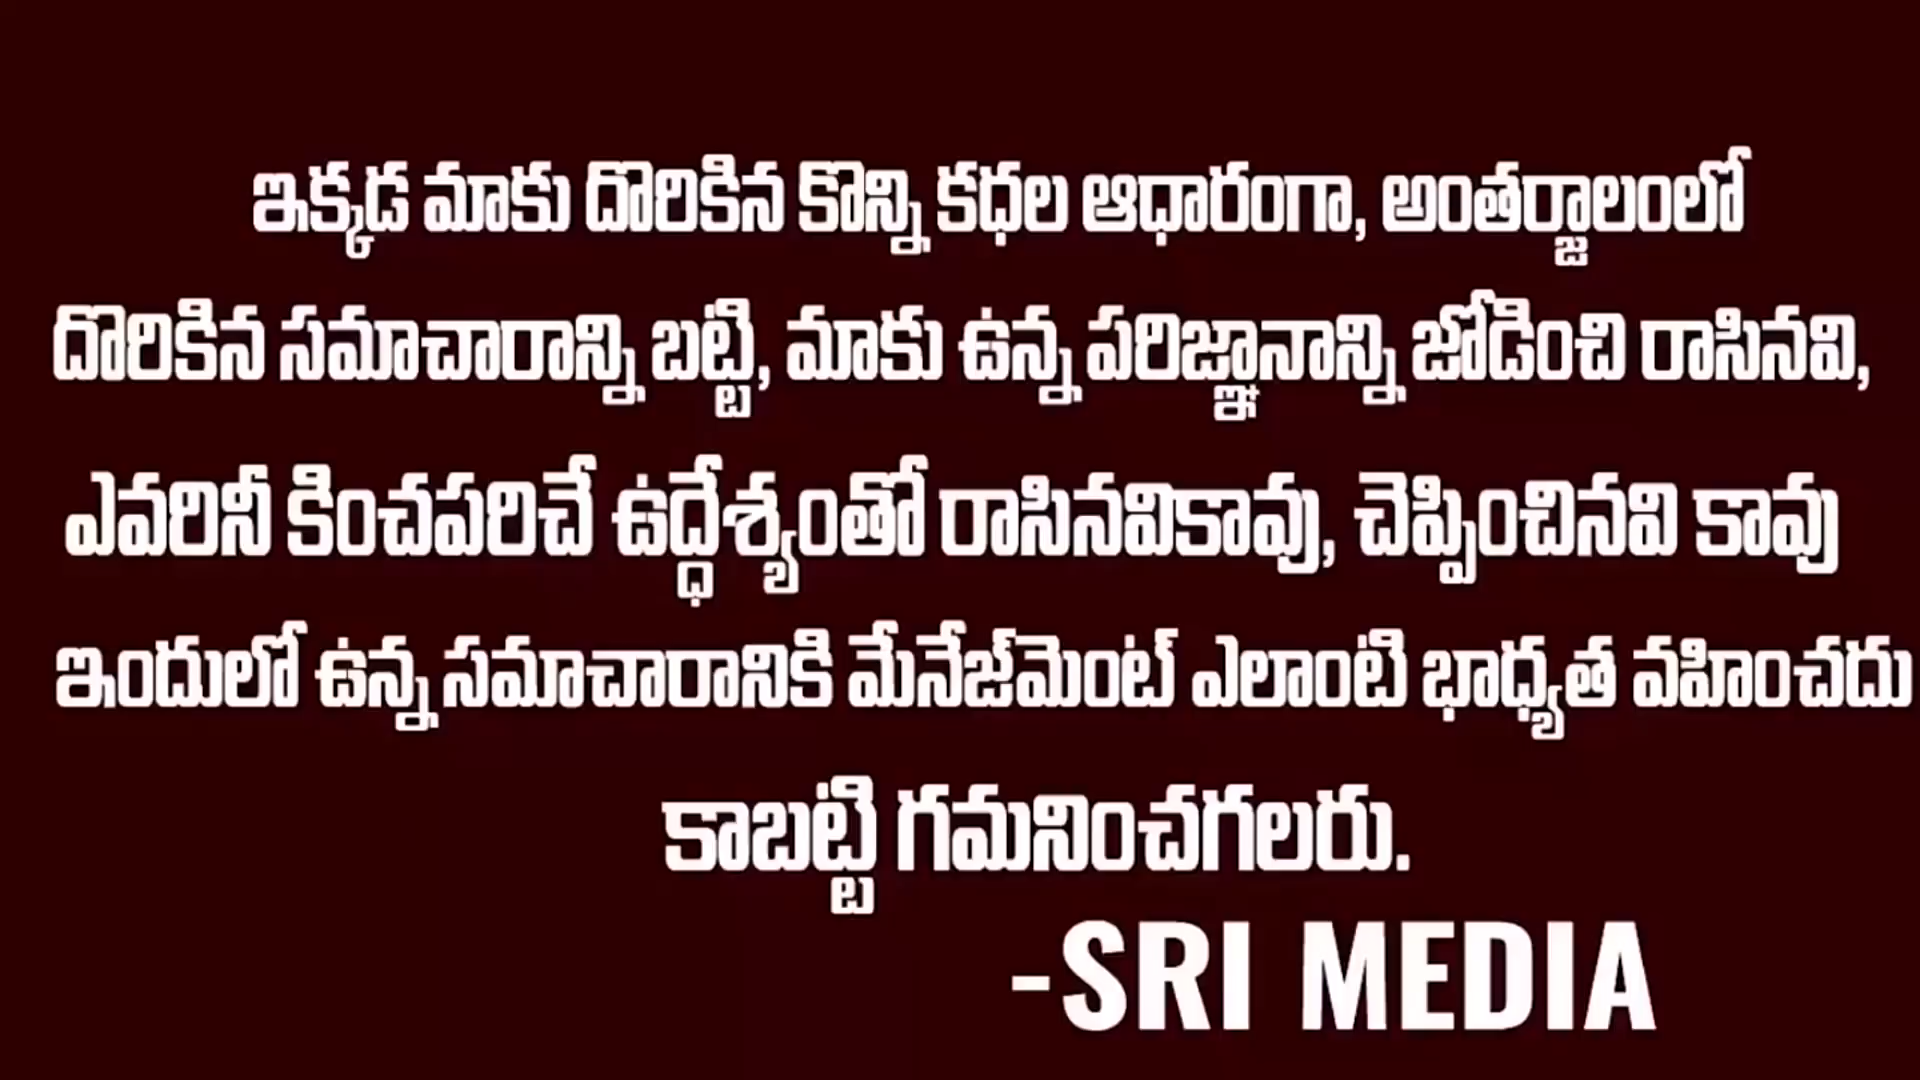 ఇక్కడ మాకు దొరికిన కొన్ని కధల ఆధారంగా, అంతర్జాలంలో
దొరికిన సమాచారాన్ని బట్టి, మాకు ఉన్న పరిజ్ఞానాన్ని జోడించి రాసినవి,
ఎవరినీ కించపరిచే ఉద్ధేశ్యంతో రాసినవికావు, చెప్పించినవి కావు
ఇందులో ఉన్న సమాచారానికి మేనేజ్‌మెంట్ ఎలాంటి భాధ్యత వహించదు
కాబట్టి గమనించగలరు.
-SRI MEDIA